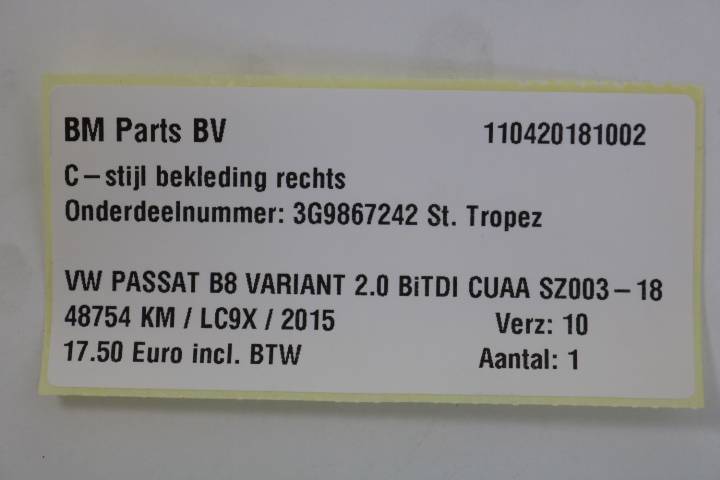 BM Parts BV 110420181002
C-stijl bekleding rechts
Onderdeelnummer: 3G9867242 St. Tropez
VW PASSAT B8 VARIANT 2.0 BiTDI CUAA SZ003-18
48754 KM / LC9X / 2015 Verz: 10
17.50 Euro incl. BTW Aantal: 1